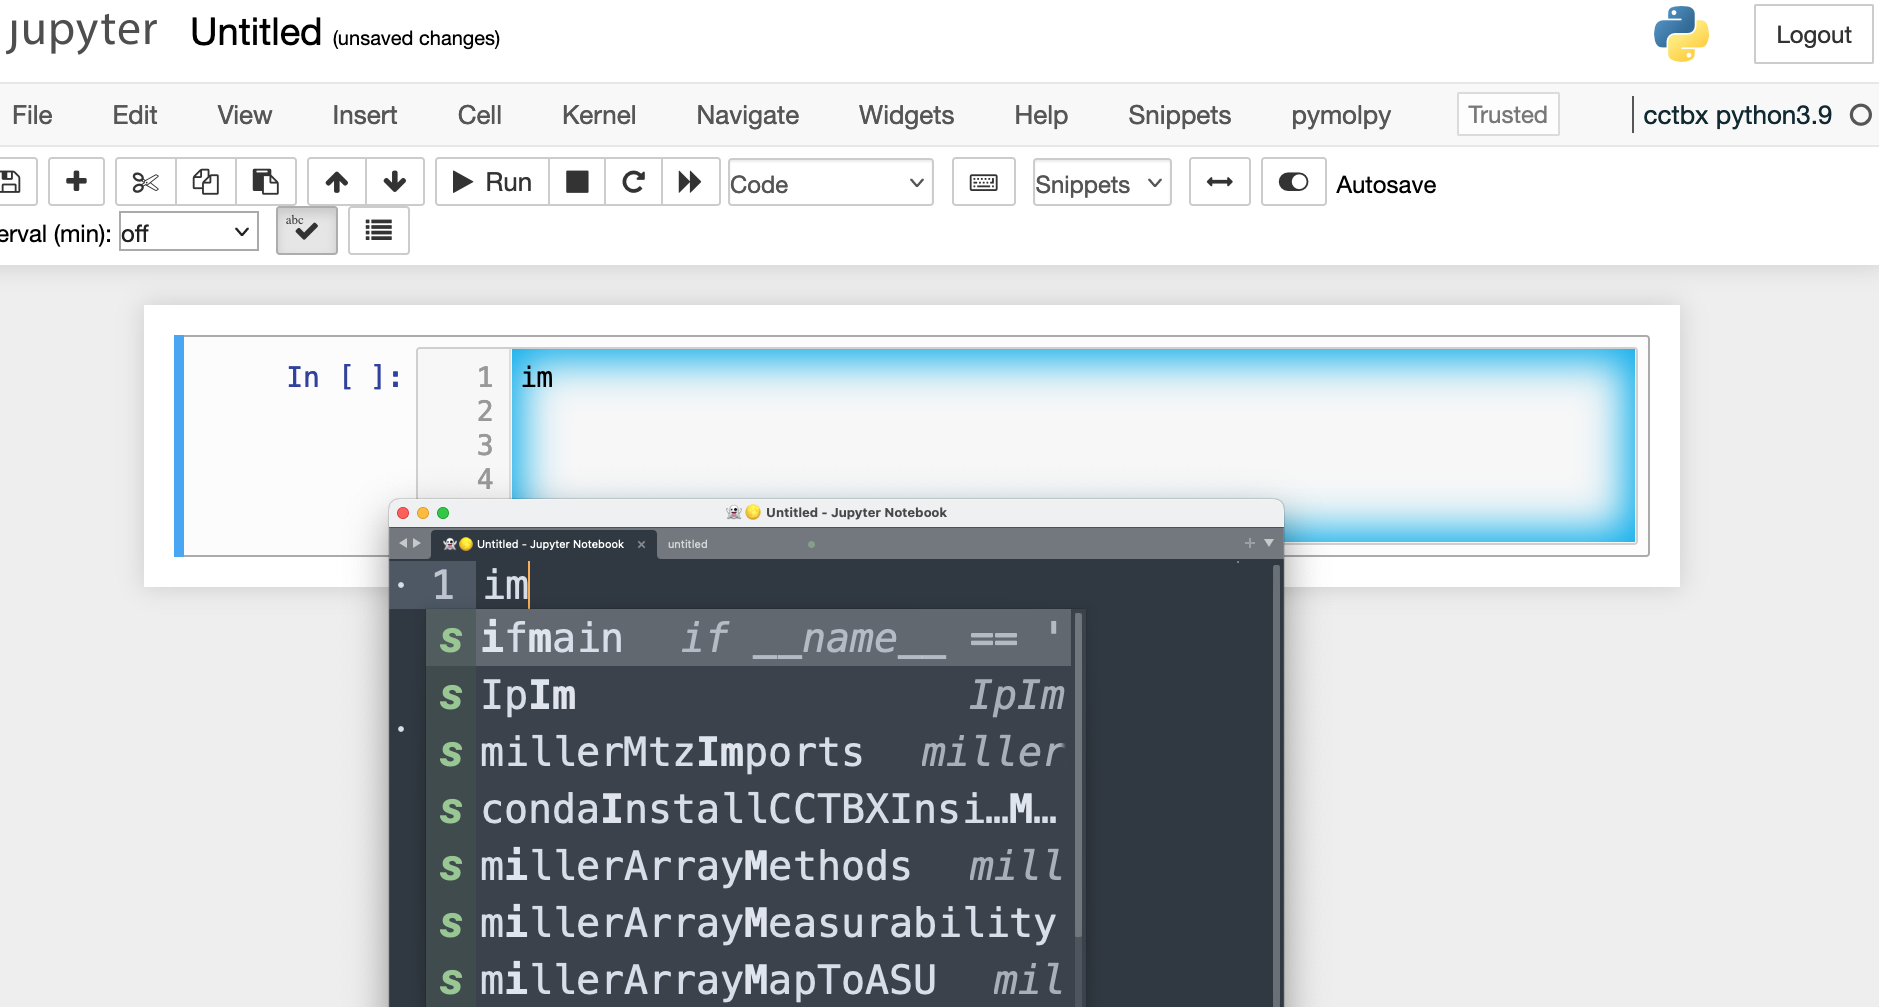 jupyter Untitled (unsaved changes) Logout
File Edit View Insert Cell Kernel Navigate Widgets Help Snippets pymolpy Trusted cctbx python3.9
Run Code Snippets Autosave
erval (min): off abc
In [ ]: 1 im
2
3
4
Untitled - Jupyter Notebook
Untitled - Jupyter Notebook × untitled
1 im
s ifmain if __name__ == '
s IpIm IpIm
s millerMtzImports miller
s condaInstallCCTBXInsi…M…
s millerArrayMethods mill
s millerArrayMeasurability
s millerArrayMapToASU mil